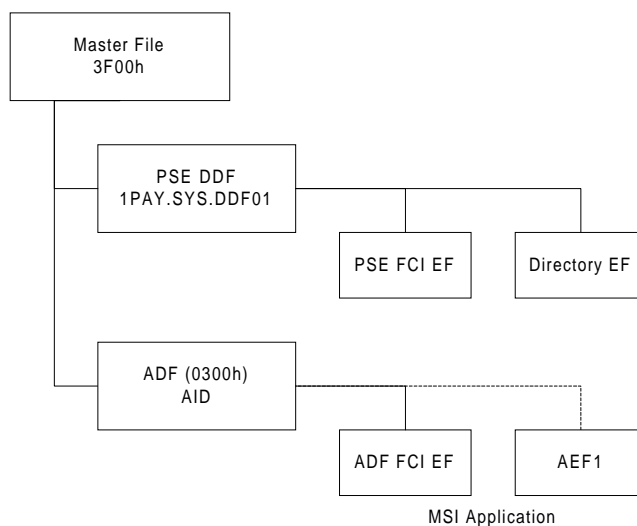 Master File
3F00h
PSE DDF
1PAY.SYS.DDF01
PSE FCI EF
Directory EF
ADF (0300h)
AID
ADF FCI EF
AEF1
MSI Application